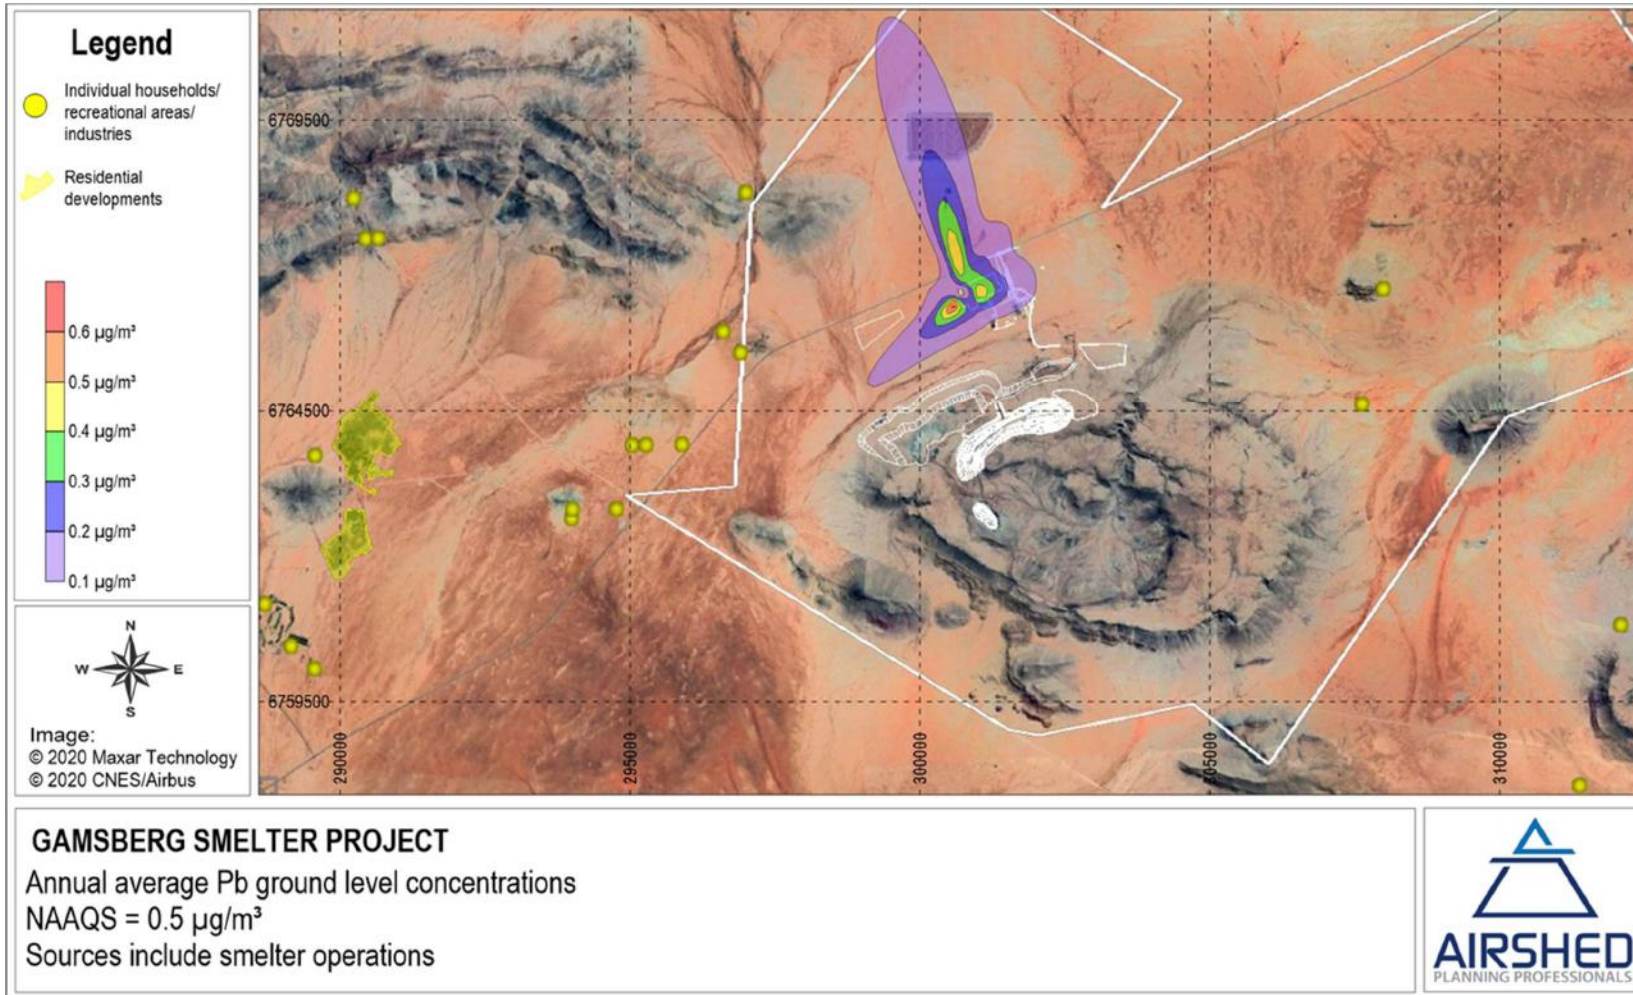 Legend
Individual households/
recreational areas/
industries
Residential
developments
0.6 µg/m³
0.5 µg/m³
0.4 µg/m³
0.3 µg/m³
0.2 µg/m³
0.1 µg/m³
N
W E
S
Image:
© 2020 Maxar Technology
© 2020 CNES/Airbus
6769500
6764500
6759500
290000
295000
300000
305000
310000
GAMSBERG SMELTER PROJECT
Annual average Pb ground level concentrations
NAAQS = 0.5 µg/m³
Sources include smelter operations
AIRSHED
PLANNING PROFESSIONALS